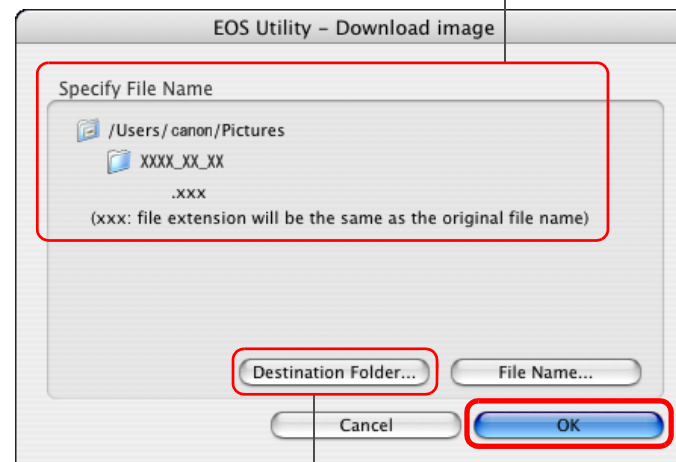 EOS Utility – Download image
Specify File Name
/Users/canon/Pictures
XXXX_XX_XX
.xxx
(xxx: file extension will be the same as the original file name)
Destination Folder... File Name...
Cancel OK